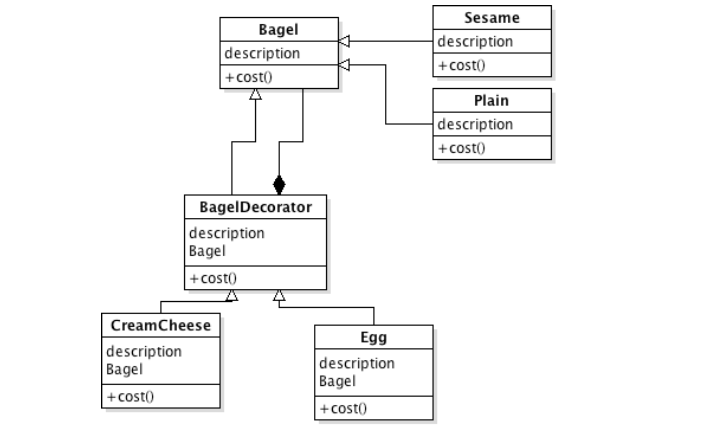 Bagel
description
+cost()
Sesame
description
+cost()
Plain
description
+cost()
BagelDecorator
description
Bagel
+cost()
CreamCheese
description
Bagel
+cost()
Egg
description
Bagel
+cost()